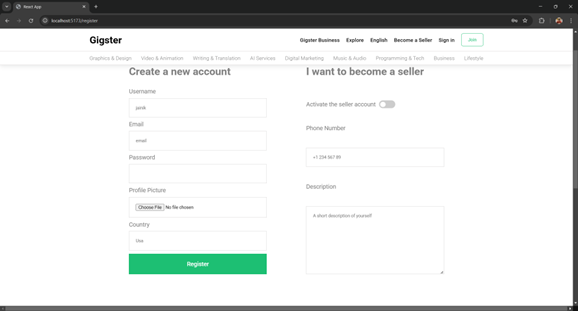 React App
localhost:5173/register
Gigster
Gigster Business Explore English Become a Seller Sign in Join
Graphics & Design Video & Animation Writing & Translation AI Services Digital Marketing Music & Audio Programming & Tech Business Lifestyle
Create a new account
Username
Email
email
Password
Profile Picture
Choose File No file chosen
Country
Usa
Register
I want to become a seller
Activate the seller account
Phone Number
+1 234 567 89
Description
A short description of yourself